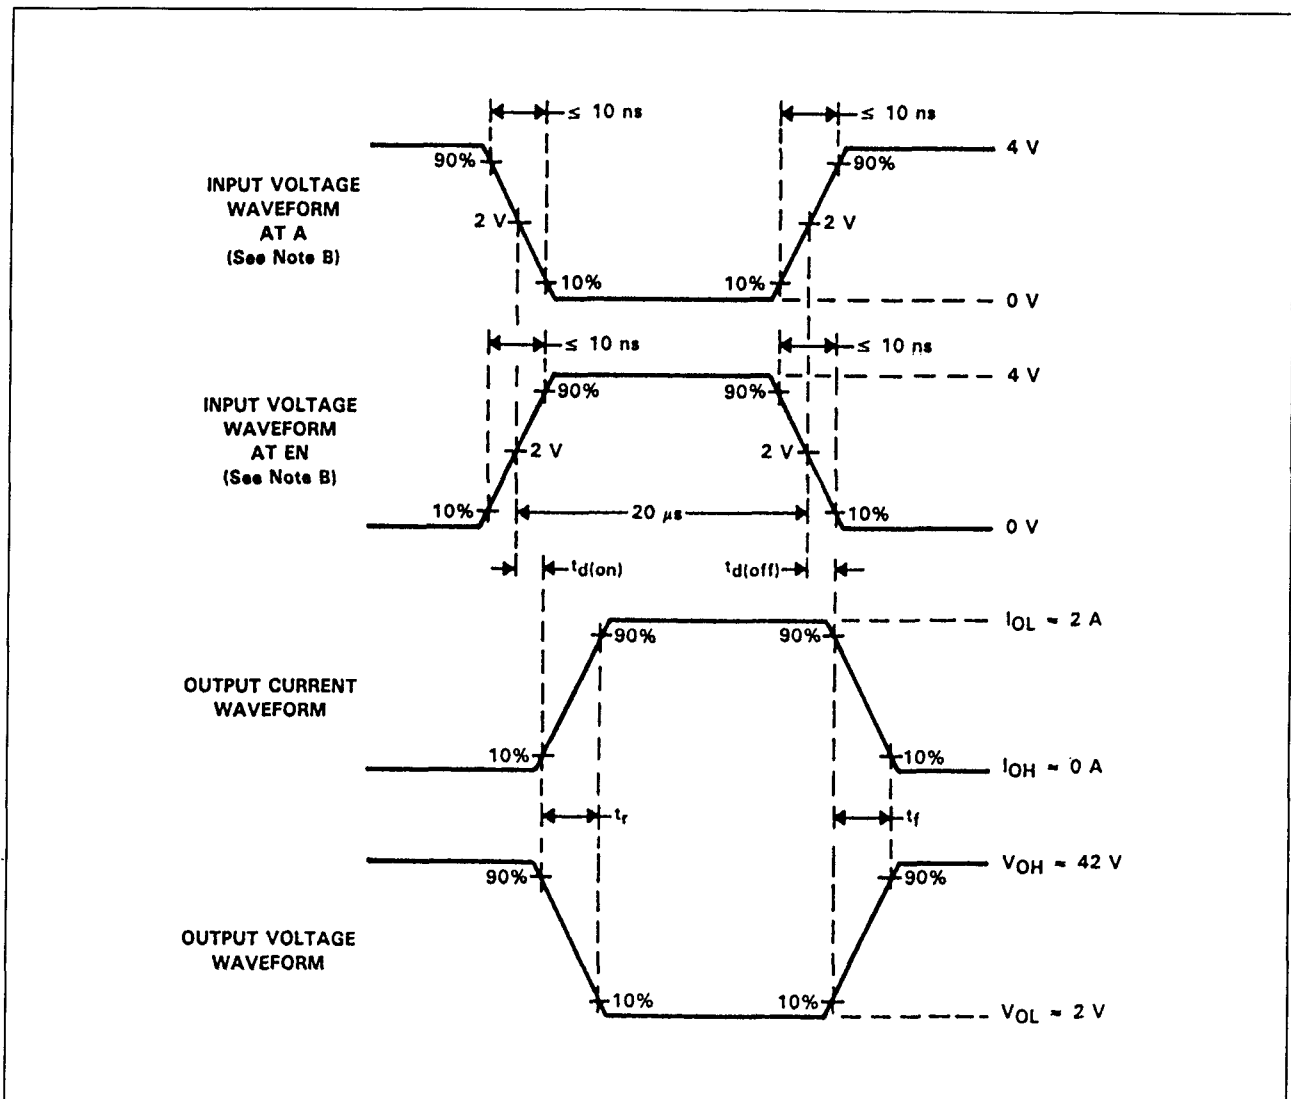 ≤ 10 ns
≤ 10 ns
90%
90%
4 V
INPUT VOLTAGE
WAVEFORM
AT A
(See Note B)
2 V
2 V
10%
10%
0 V
≤ 10 ns
≤ 10 ns
4 V
90%
90%
INPUT VOLTAGE
WAVEFORM
AT EN
(See Note B)
2 V
2 V
10%
20 μs
10%
0 V
td(on)
td(off)
90%
90%
IOL ≈ 2 A
OUTPUT CURRENT
WAVEFORM
10%
10%
IOH ≈ 0 A
tr
tf
90%
90%
VOH ≈ 42 V
OUTPUT VOLTAGE
WAVEFORM
10%
10%
VOL ≈ 2 V